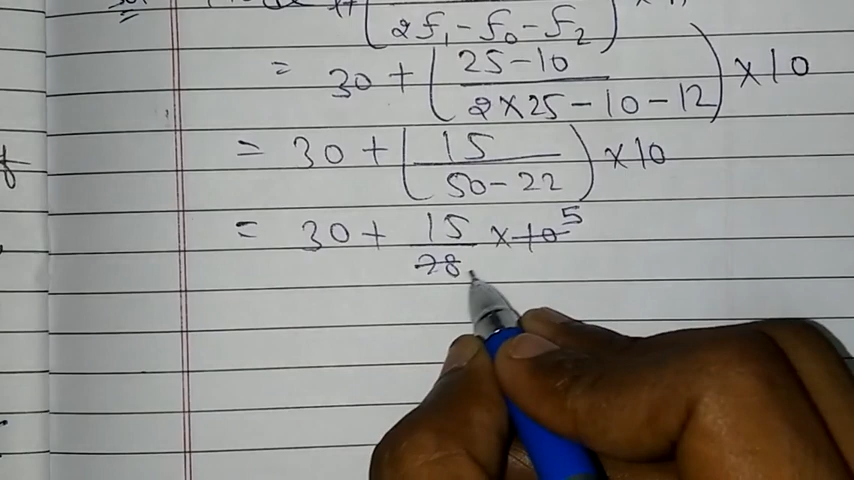 2f₁ - f₀ - f₂
= 30 + ( 25-10 / 2×25 - 10 - 12 ) × 10
= 30 + ( 15 / 50-22 ) × 10
= 30 + 15 / 28 × 10 5